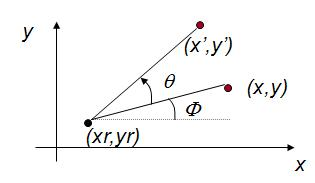 y
(x’,y’)
θ
(x,y)
Φ
(xr,yr)
x